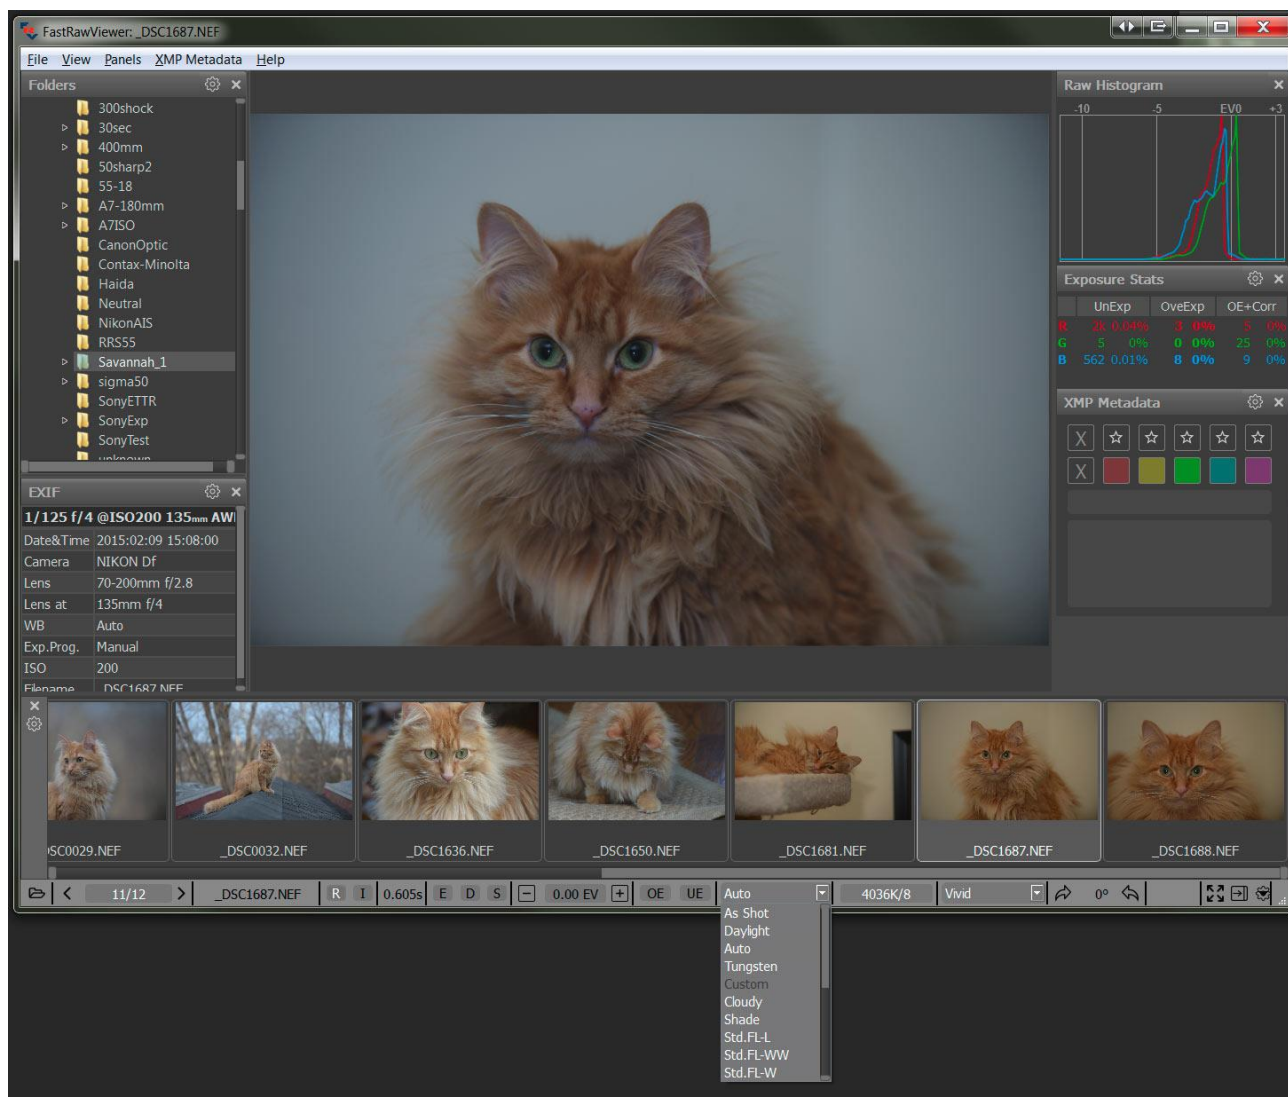 FastRawViewer: _DSC1687.NEF
File View Panels XMP Metadata Help
Folders
300shock
30sec
400mm
50sharp2
55-18
A7-180mm
A7ISO
CanonOptic
Contax-Minolta
Haida
Neutral
NikonAIS
RRS55
Savannah_1
sigma50
SonyETTR
SonyExp
SonyTest
unknown
EXIF
1/125 f/4 @ISO200 135mm AWB
Date&Time 2015:02:09 15:08:00
Camera NIKON Df
Lens 70-200mm f/2.8
Lens at 135mm f/4
WB Auto
Exp.Prog. Manual
ISO 200
Filename _DSC1687.NEF
Raw Histogram
-10 -5 EV0 +3
Exposure Stats
UnExp OveExp OE+Corr
R 2k 0.04% 3 0% 5 0%
G 5 0% 0 0% 25 0%
B 562 0.01% 8 0% 9 0%
XMP Metadata
X
X
SC0029.NEF _DSC0032.NEF _DSC1636.NEF _DSC1650.NEF _DSC1681.NEF _DSC1687.NEF _DSC1688.NEF
11/12 _DSC1687.NEF R I 0.605s E D S 0.00 EV OE UE Auto 4036K/8 Vivid 0°
As Shot
Daylight
Auto
Tungsten
Custom
Cloudy
Shade
Std.FL-L
Std.FL-WW
Std.FL-W